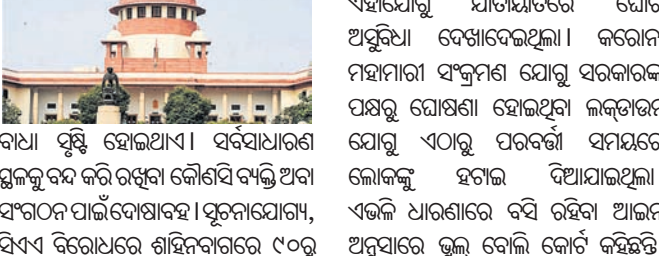 ବାଧା ସୃଷ୍ଟି ହୋଇଥାଏ। ସର୍ବସାଧାରଣ
ସ୍ଥଳକୁ ବନ୍ଦ କରି ରଖିବା କୌଣସି ବ୍ୟକ୍ତି ଅବା
ସଂଗଠନ ପାଇଁ ଦୋଷାବହ। ସୂଚନାଯୋଗ୍ୟ,
ସିଏଏ ବିରୋଧରେ ଶାହିନବାଗରେ ୯୦ରୁ
ଏହାଯୋଗୁ ଯାତାୟାତରେ ଘୋର
ଅସୁବିଧା ଦେଖାଦେଇଥିଲା। କରୋନା
ମହାମାରୀ ସଂକ୍ରମଣ ଯୋଗୁ ସରକାରଙ୍କ
ପକ୍ଷରୁ ଘୋଷଣା ହୋଇଥିବା ଲକ୍‌ଡାଉନ
ଯୋଗୁ ଏଠାରୁ ପରବର୍ତ୍ତୀ ସମୟରେ
ଲୋକଙ୍କୁ ହଟାଇ ଦିଆଯାଇଥିଲା
ଏଭଳି ଧାରଣାରେ ବସି ରହିବା ଆଇନ
ଅନୁସାରେ ଭୁଲ୍ ବୋଲି କୋର୍ଟ କହିଛନ୍ତି